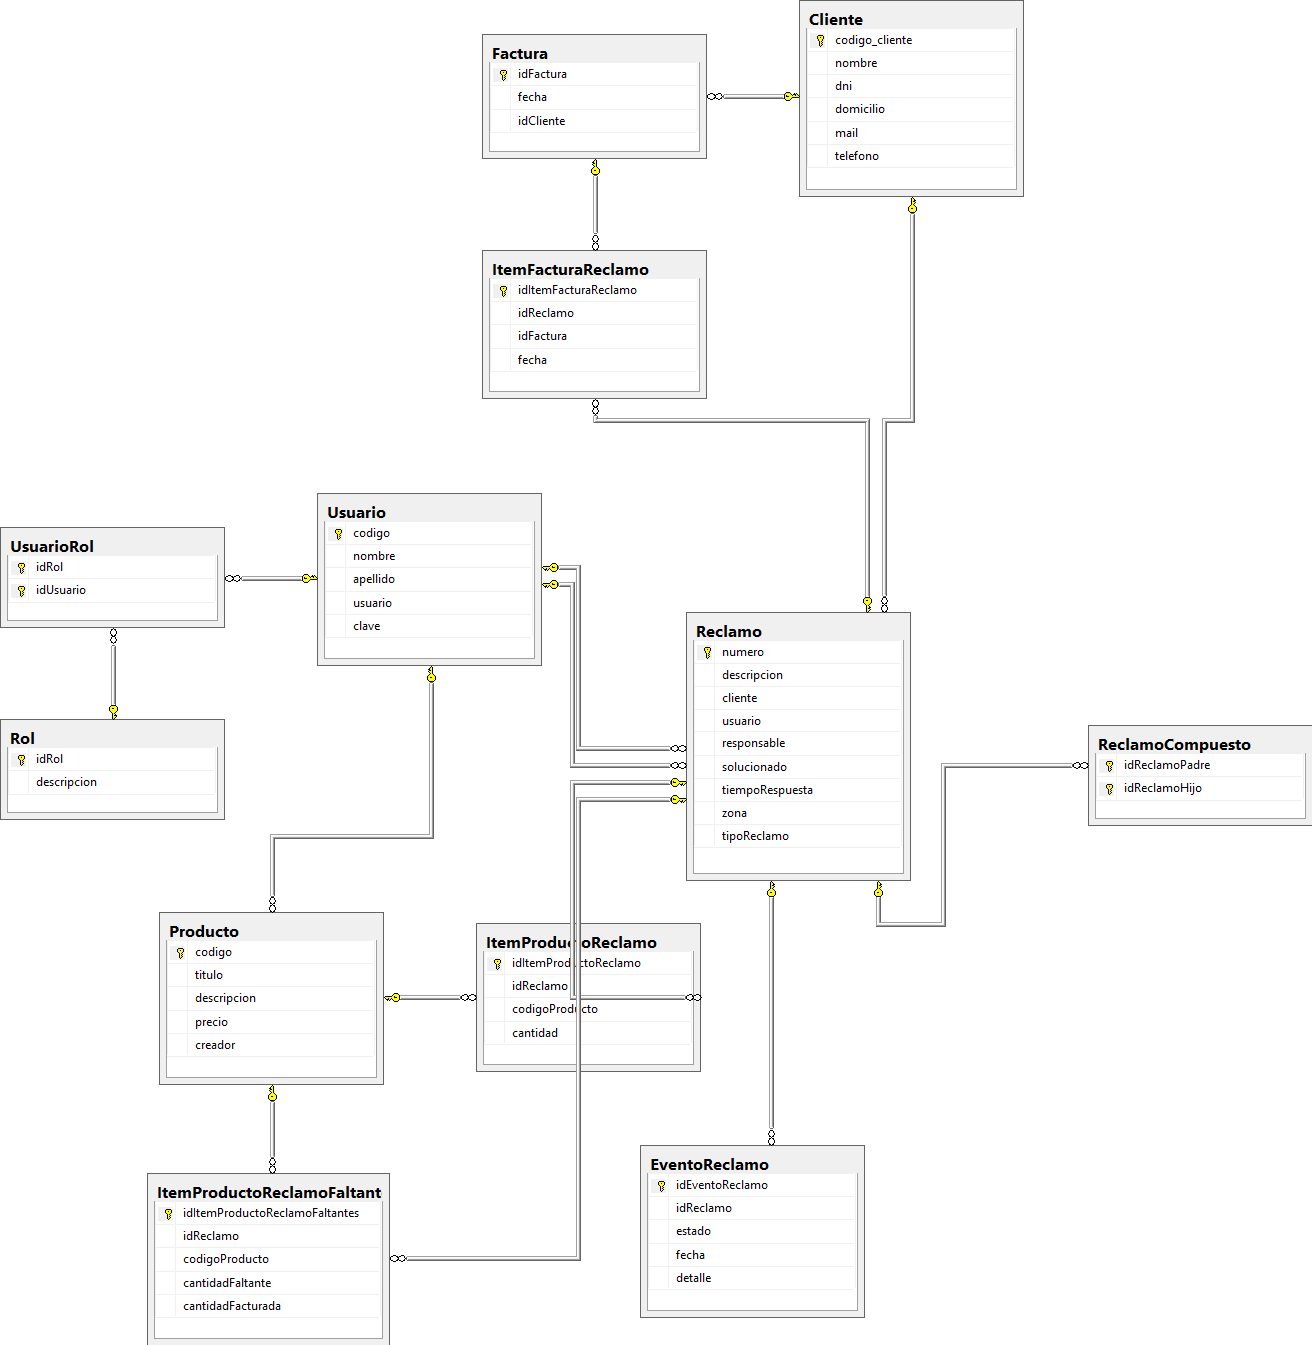 Cliente
codigo_cliente
nombre
dni
domicilio
mail
telefono
Factura
idFactura
fecha
idCliente
ItemFacturaReclamo
idItemFacturaReclamo
idReclamo
idFactura
fecha
Usuario
codigo
nombre
apellido
usuario
clave
UsuarioRol
idRol
idUsuario
Rol
idRol
descripcion
Reclamo
numero
descripcion
cliente
usuario
responsable
solucionado
tiempoRespuesta
zona
tipoReclamo
ReclamoCompuesto
idReclamoPadre
idReclamoHijo
Producto
codigo
titulo
descripcion
precio
creador
ItemProductoReclamo
idItemProductoReclamo
idReclamo
codigoProducto
cantidad
ItemProductoReclamoFaltant
idItemProductoReclamoFaltantes
idReclamo
codigoProducto
cantidadFaltante
cantidadFacturada
EventoReclamo
idEventoReclamo
idReclamo
estado
fecha
detalle